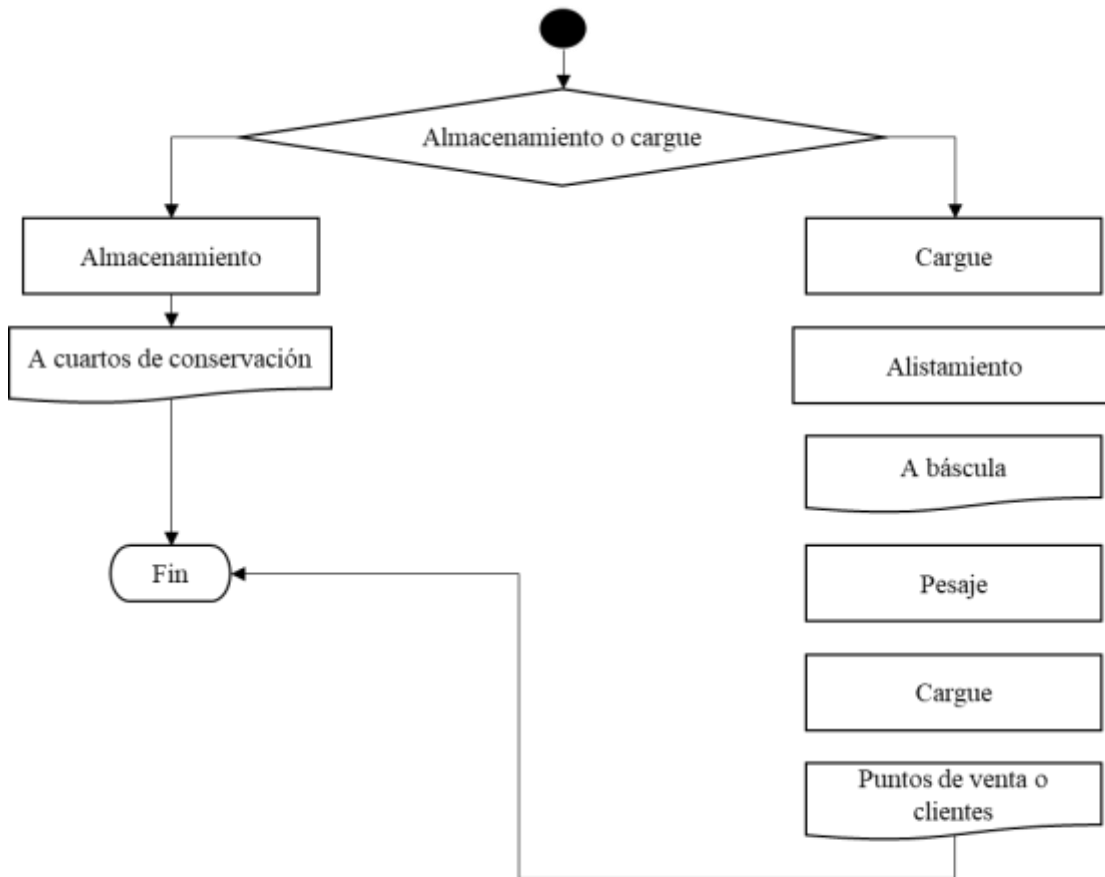 Almacenamiento o cargue
Almacenamiento
A cuartos de conservación
Fin
Cargue
Alistamiento
A báscula
Pesaje
Cargue
Puntos de venta o
clientes